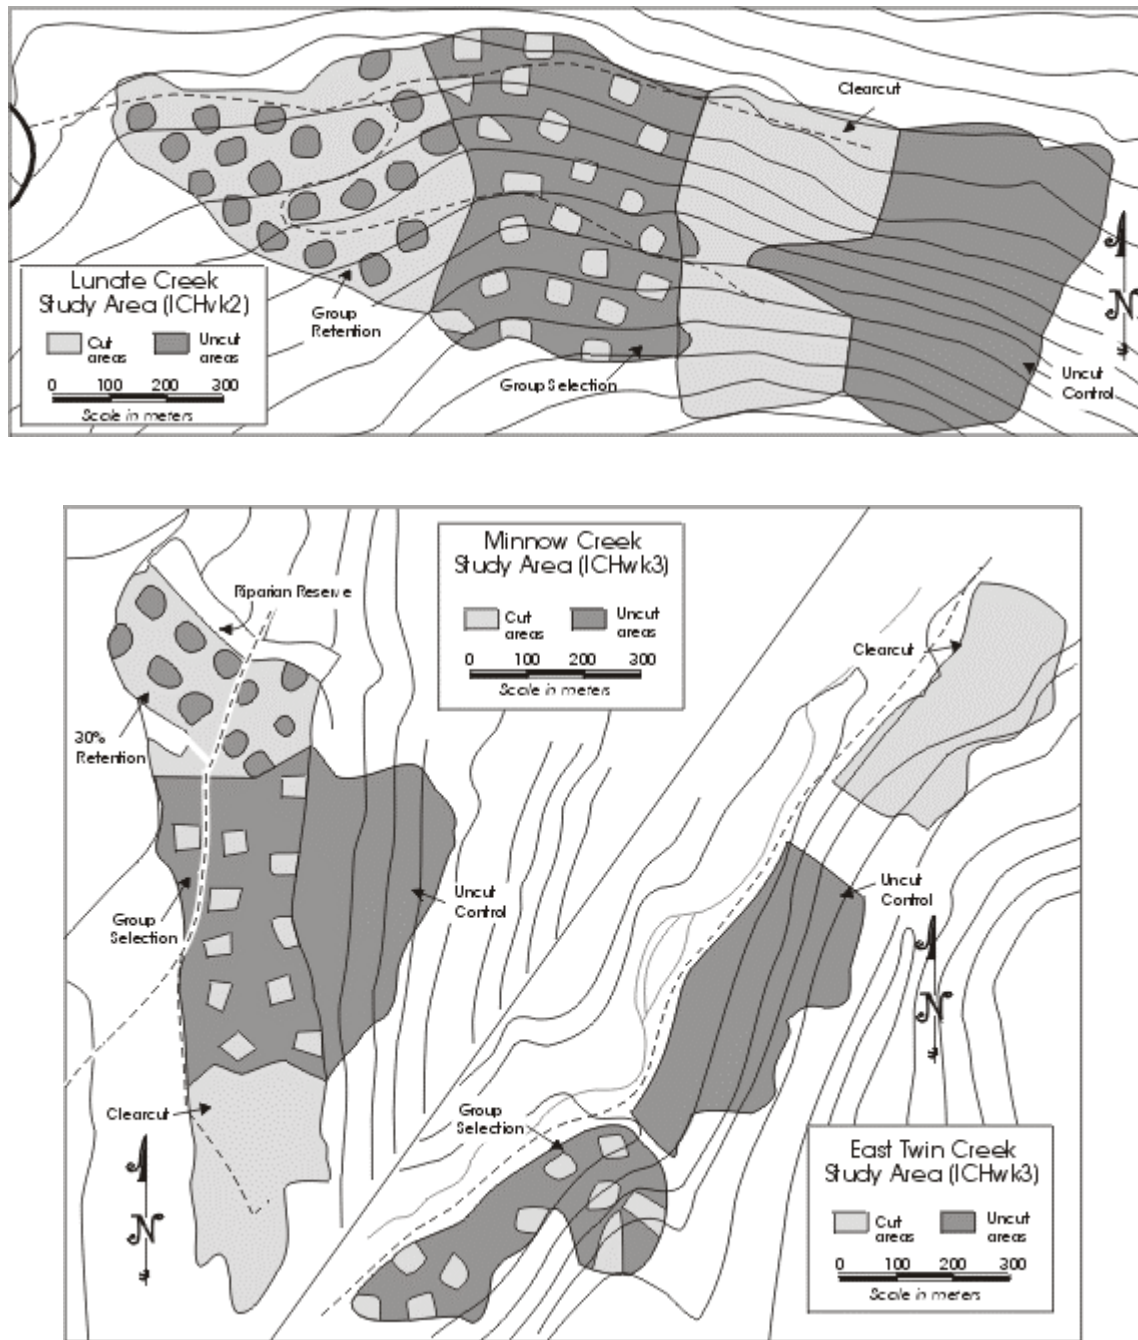 Clearcut
Lunate Creek
Study Area (ICHvk2)
Cut
areas
Uncut
areas
0 100 200 300
Scale in meters
Group
Retention
Group Selection
Uncut
Control
N
Minnow Creek
Study Area (ICHwk3)
Cut
areas
Uncut
areas
0 100 200 300
Scale in meters
Riparian Reserve
Clearcut
30%
Retention
Uncut
Control
Uncut
Control
Group
Selection
N
Clearcut
Group
Selection
N
East Twin Creek
Study Area (ICHwk3)
Cut
areas
Uncut
areas
0 100 200 300
Scale in meters